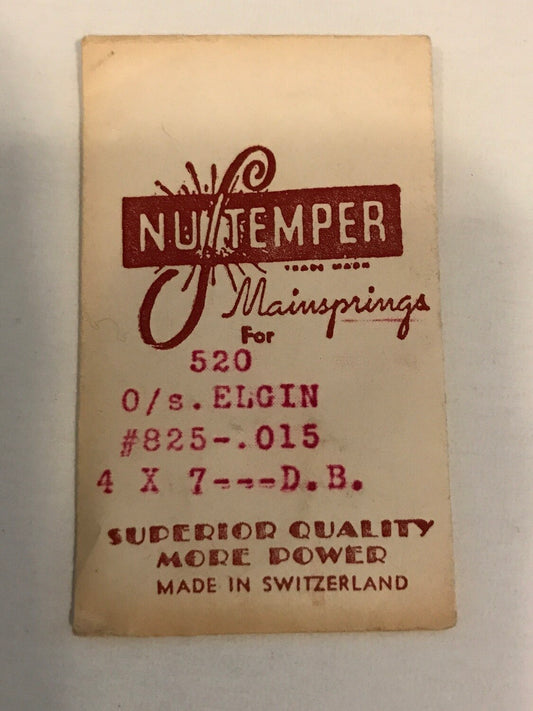 NU TEMPER
TRADE MARK
Mainsprings
For
520
O/s. ELGIN
#825-.015
4 X 7---D.B.
SUPERIOR QUALITY
MORE POWER
MADE IN SWITZERLAND